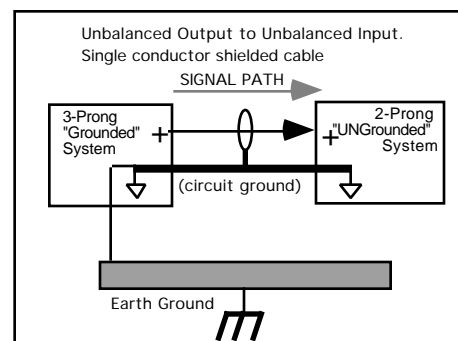 Unbalanced Output to Unbalanced Input.
Single conductor shielded cable
SIGNAL PATH
3-Prong
"Grounded"
System
+
2-Prong
"UNGrounded"
System
+
(circuit ground)
Earth Ground